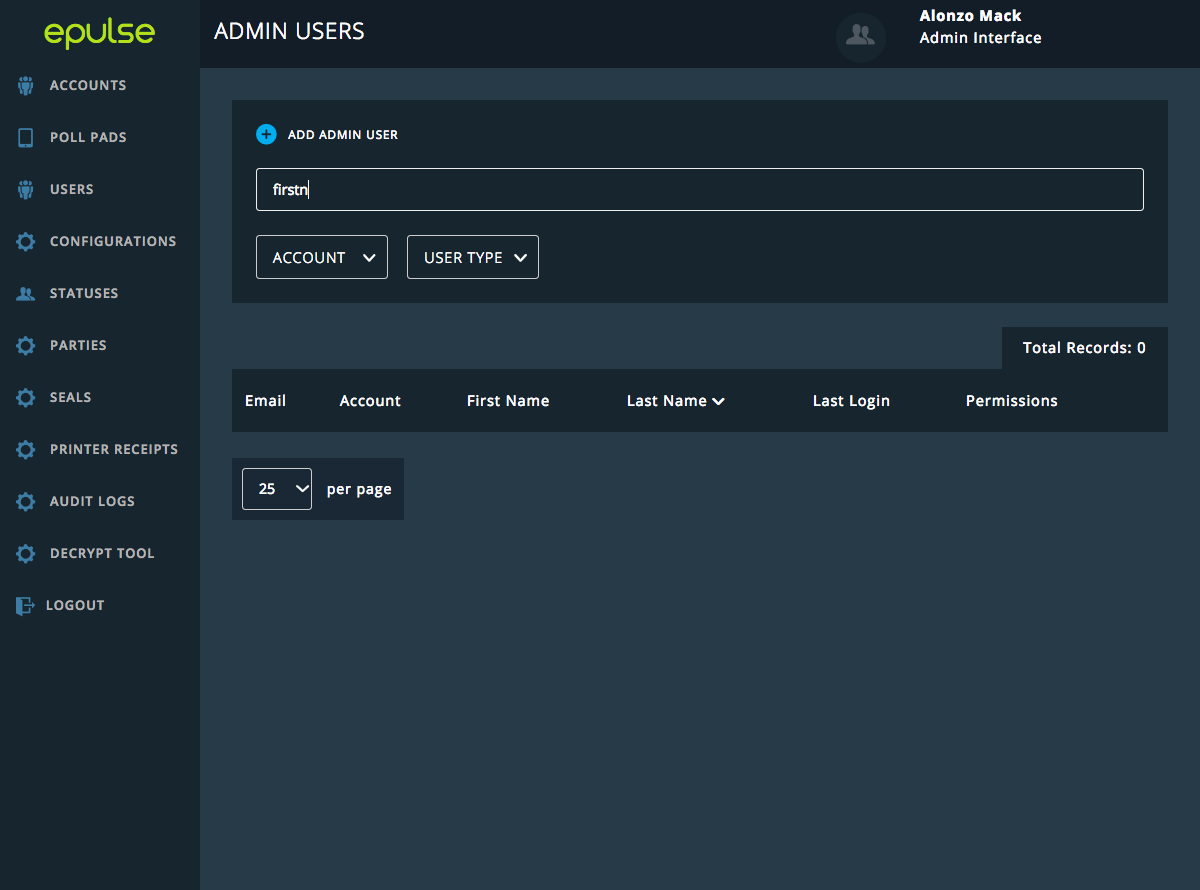 epulse
ADMIN USERS
Alonzo Mack
Admin Interface
ACCOUNTS
POLL PADS
USERS
CONFIGURATIONS
STATUSES
PARTIES
SEALS
PRINTER RECEIPTS
AUDIT LOGS
DECRYPT TOOL
LOGOUT
ADD ADMIN USER
firstn
ACCOUNT USER TYPE
Total Records: 0
Email Account First Name Last Name Last Login Permissions
25 per page